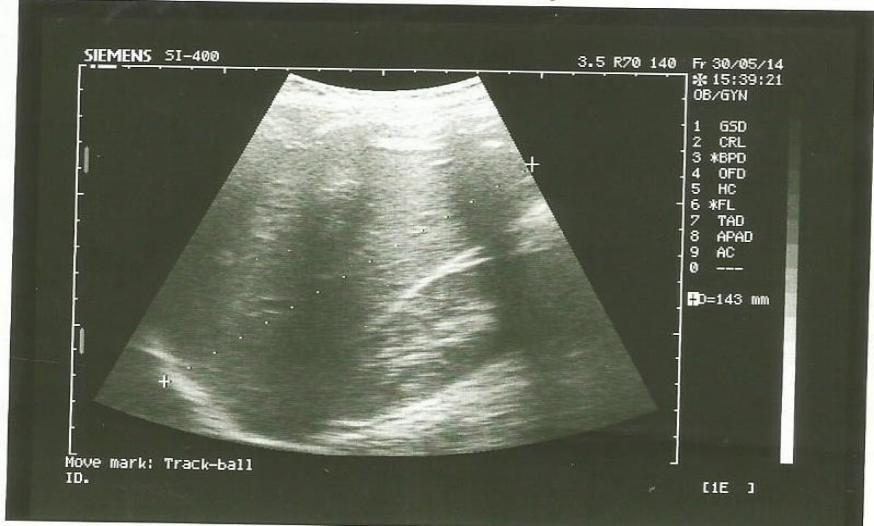 SIEMENS SI-400
3.5 R70 140 Fr 30/05/14
✻ 15:39:21
OB/GYN
1 GSD
2 CRL
3 *BPD
4 OFD
5 HC
6 *FL
7 TAD
8 APAD
9 AC
0 ---
+D=143 mm
Move mark: Track-ball
ID.
[1E ]